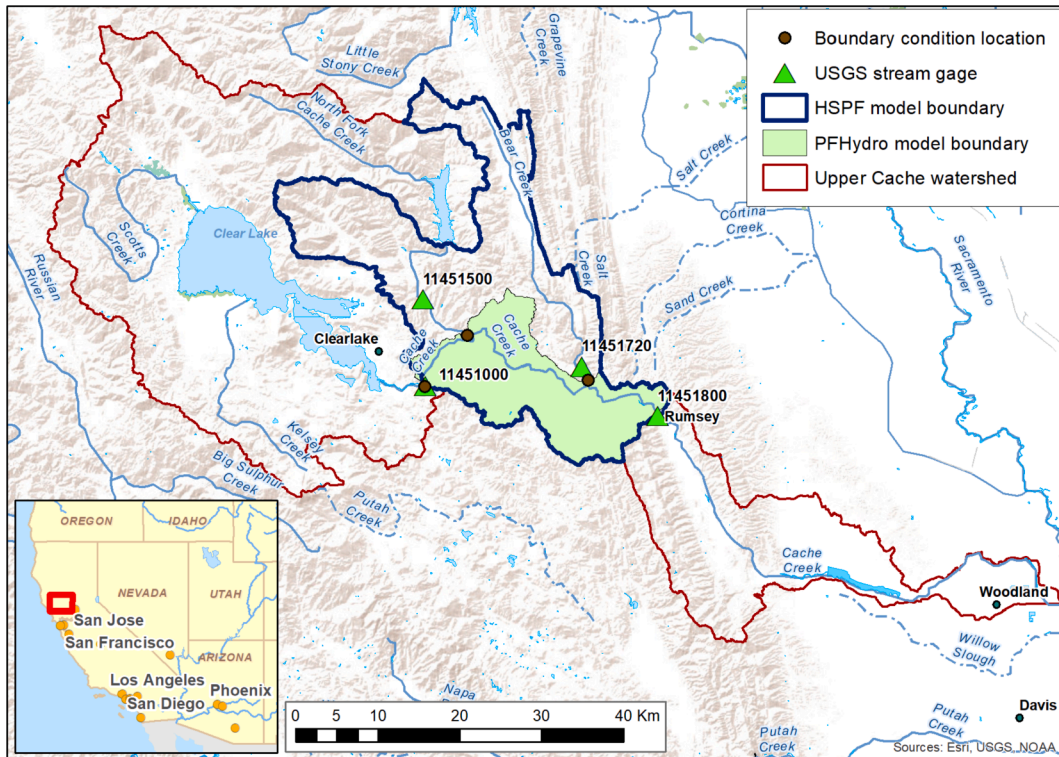 Boundary condition location
USGS stream gage
HSPF model boundary
PFHydro model boundary
Upper Cache watershed
Little
Stony Creek
Grapevine
Creek
North Fork
Cache Creek
Bear Creek
Salt Creek
Cortina
Creek
Scotts
Creek
Clear Lake
Russian
River
Salt
Creek
Sand Creek
Sacramento
River
11451500
Clearlake
Cache
Creek
Cache
Creek
11451720
11451000
11451800
Rumsey
Kelsey
Creek
Big Sulphur
Creek
Putah
Creek
Cache
Creek
Woodland
Willow
Slough
Davis
Napa
Putah
Creek
Putah
Creek
OREGON
IDAHO
NEVADA
UTAH
San Jose
San Francisco
ARIZONA
Los Angeles
Phoenix
San Diego
0 5 10 20 30 40 Km
Sources: Esri, USGS, NOAA